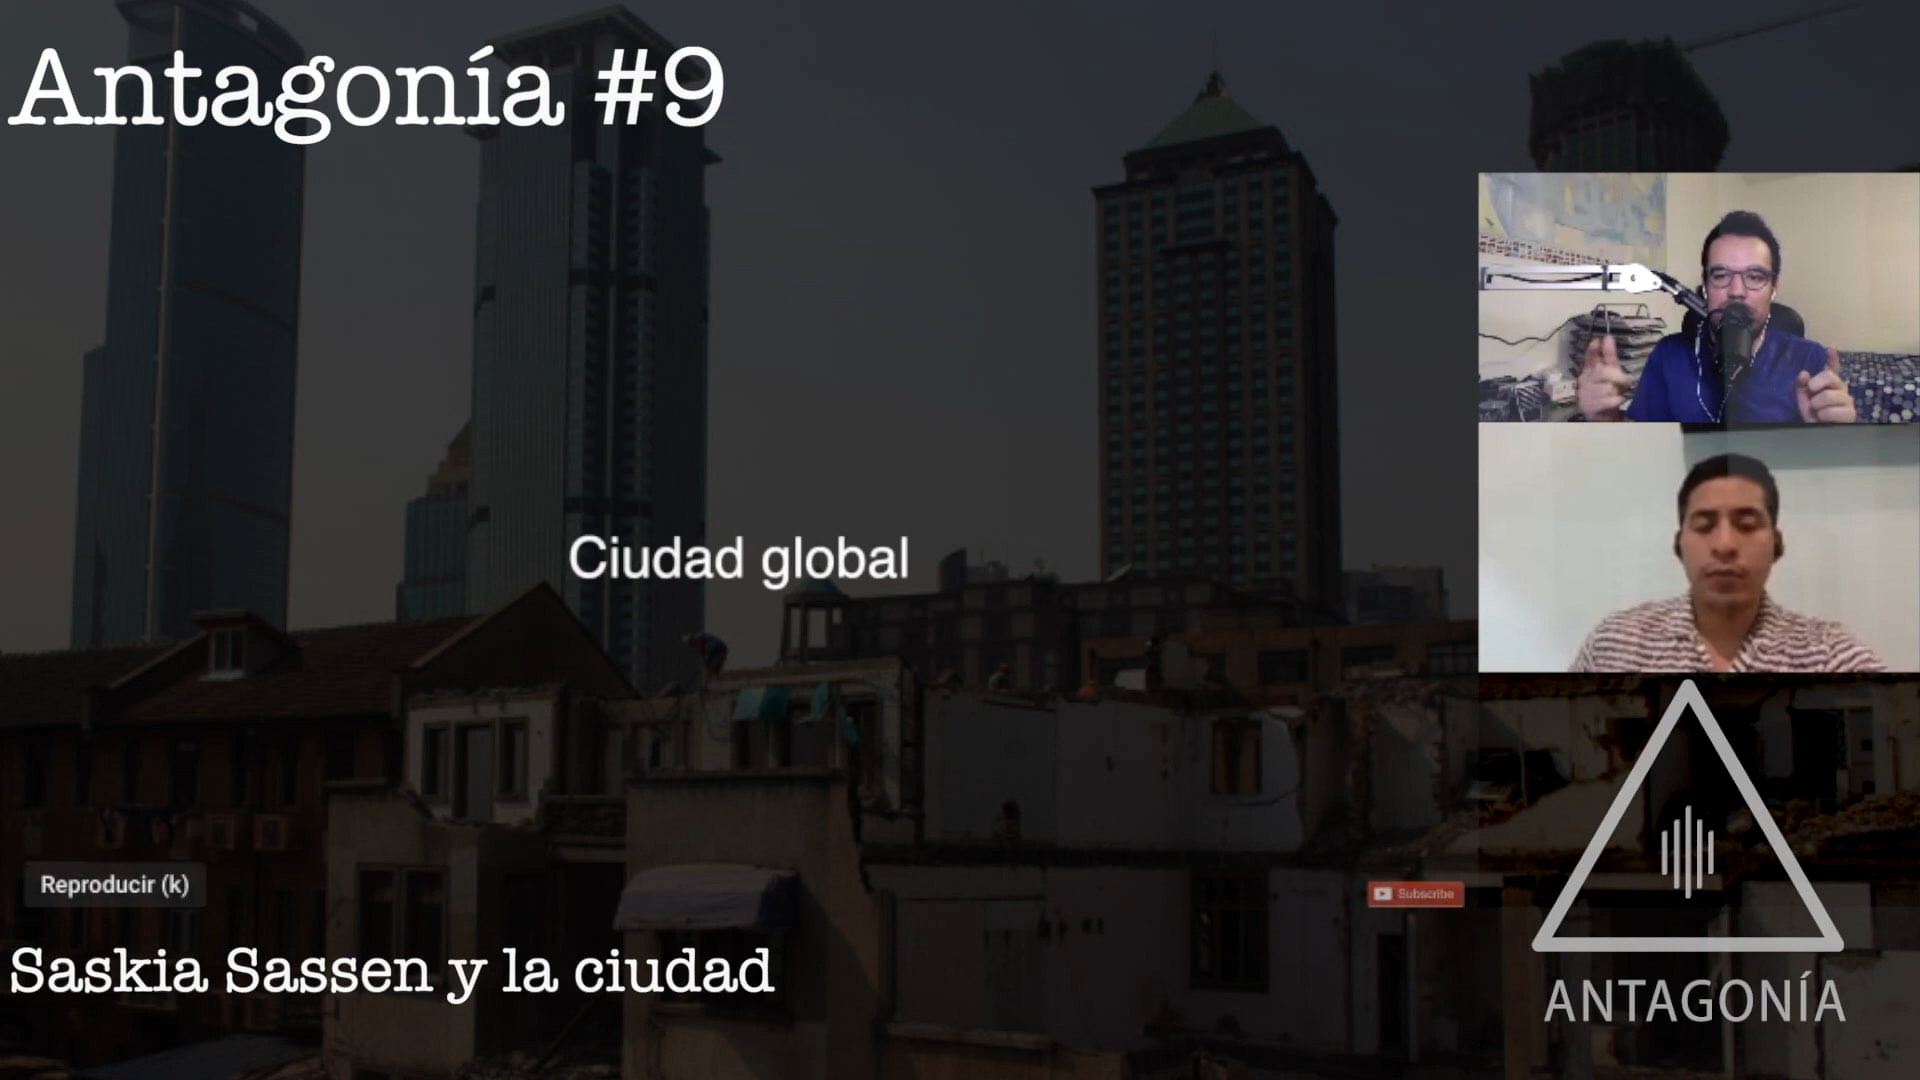 Antagonía #9
Ciudad global
Reproducir (k)
Subscribe
Saskia Sassen y la ciudad
ANTAGONÍA